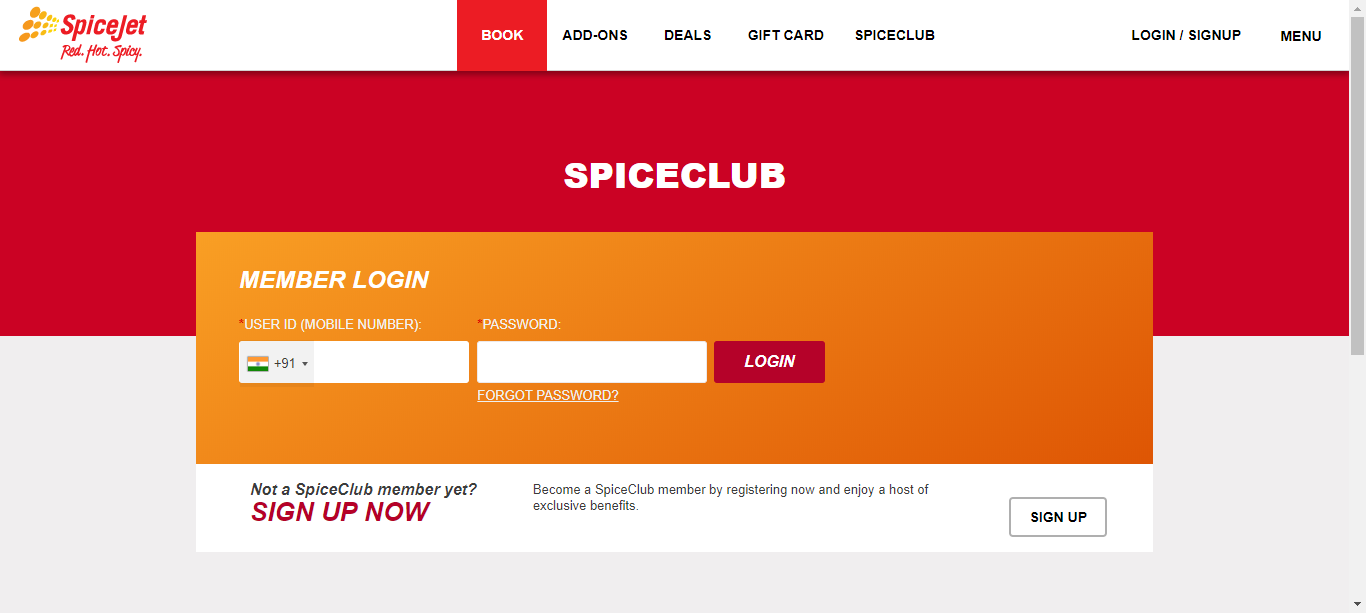 SpiceJet
Red. Hot. Spicy.
BOOK ADD-ONS DEALS GIFT CARD SPICECLUB LOGIN / SIGNUP MENU
SPICECLUB
MEMBER LOGIN
*USER ID (MOBILE NUMBER): *PASSWORD:
+91 LOGIN
FORGOT PASSWORD?
Not a SpiceClub member yet?
SIGN UP NOW
Become a SpiceClub member by registering now and enjoy a host of
exclusive benefits.
SIGN UP